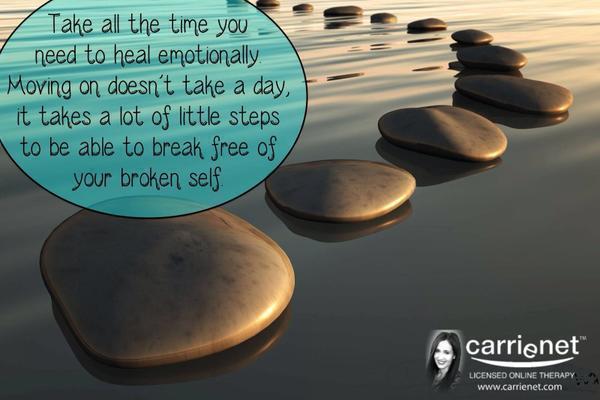 Take all the time you
need to heal emotionally.
Moving on doesn't take a day,
it takes a lot of little steps
to be able to break free of
your broken self.
carrienet™
LICENSED ONLINE THERAPY
www.carrienet.com